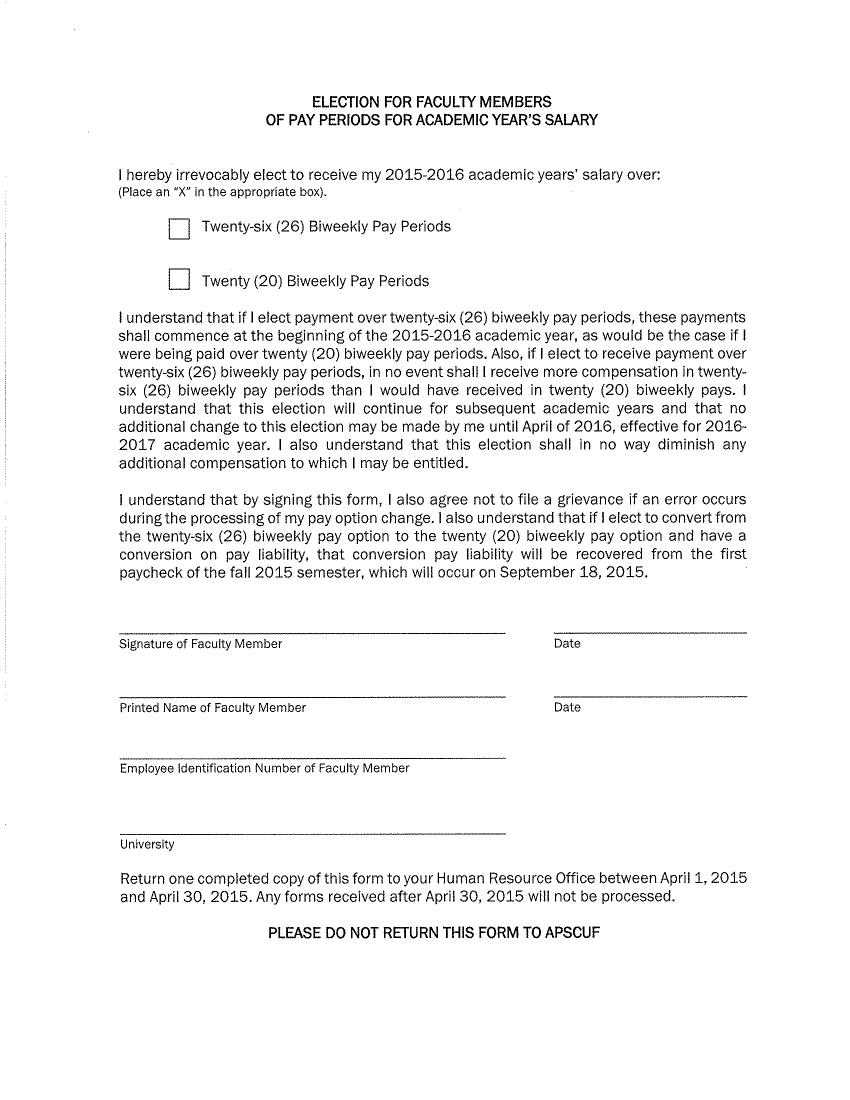 ELECTION FOR FACULTY MEMBERS
OF PAY PERIODS FOR ACADEMIC YEAR'S SALARY
I hereby irrevocably elect to receive my 2015-2016 academic years' salary over:
(Place an "X" in the appropriate box).
Twenty-six (26) Biweekly Pay Periods
Twenty (20) Biweekly Pay Periods
I understand that if I elect payment over twenty-six (26) biweekly pay periods, these payments
shall commence at the beginning of the 2015-2016 academic year, as would be the case if I
were being paid over twenty (20) biweekly pay periods. Also, if I elect to receive payment over
twenty-six (26) biweekly pay periods, in no event shall I receive more compensation in twenty-
six (26) biweekly pay periods than I would have received in twenty (20) biweekly pays. I
understand that this election will continue for subsequent academic years and that no
additional change to this election may be made by me until April of 2016, effective for 2016-
2017 academic year. I also understand that this election shall in no way diminish any
additional compensation to which I may be entitled.
I understand that by signing this form, I also agree not to file a grievance if an error occurs
during the processing of my pay option change. I also understand that if I elect to convert from
the twenty-six (26) biweekly pay option to the twenty (20) biweekly pay option and have a
conversion on pay liability, that conversion pay liability will be recovered from the first
paycheck of the fall 2015 semester, which will occur on September 18, 2015.
Signature of Faculty Member Date
Printed Name of Faculty Member Date
Employee Identification Number of Faculty Member
University
Return one completed copy of this form to your Human Resource Office between April 1, 2015
and April 30, 2015. Any forms received after April 30, 2015 will not be processed.
PLEASE DO NOT RETURN THIS FORM TO APSCUF